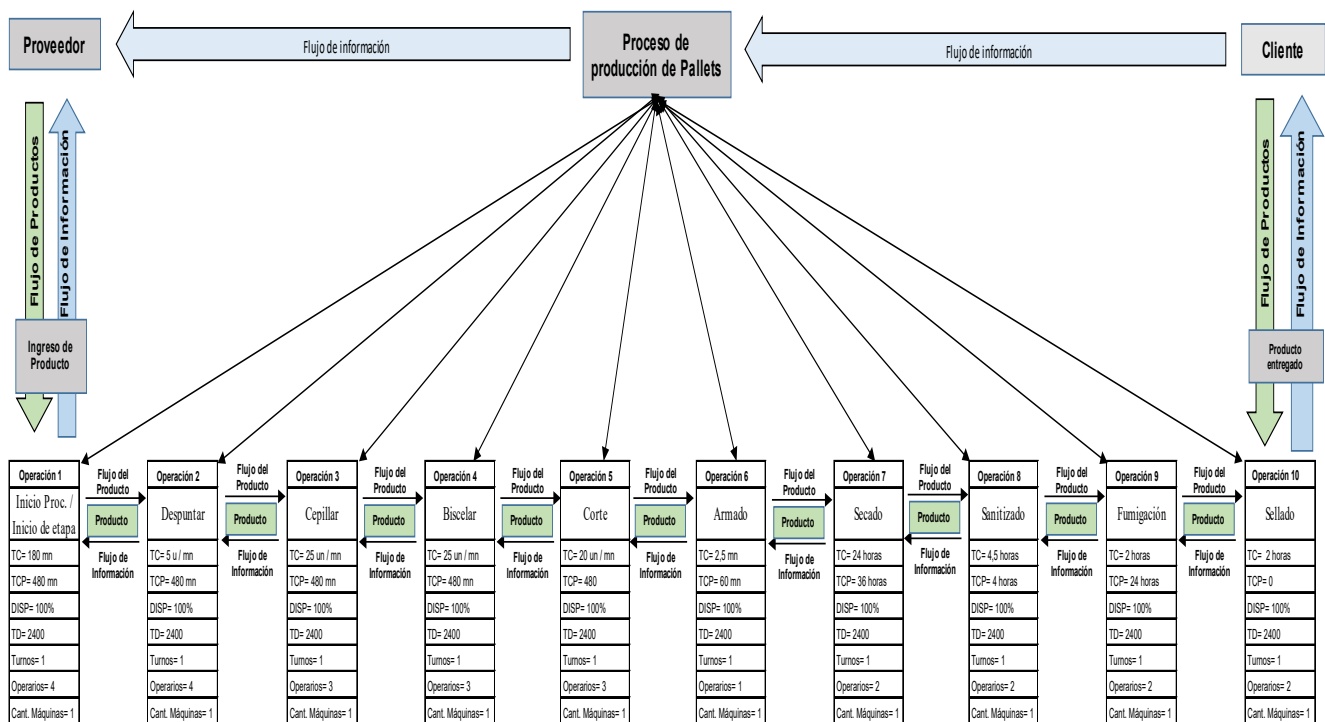 Proveedor
Flujo de información
Proceso de
producción de Pallets
Flujo de información
Cliente
Flujo de Productos
Flujo de Información
Ingreso de
Producto
Flujo de Productos
Flujo de Información
Producto
entregado
Operación 1
Inicio Proc. /
Inicio de etapa
TC= 180 mn
TCP= 480 mn
DISP= 100%
TD= 2400
Turnos= 1
Operarios= 4
Cant. Máquinas= 1
Flujo del
Producto
Producto
Flujo de
Información
Operación 2
Despuntar
TC= 5 u / mn
TCP= 480 mn
DISP= 100%
TD= 2400
Turnos= 1
Operarios= 4
Cant. Máquinas= 1
Flujo del
Producto
Producto
Flujo de
Información
Operación 3
Cepillar
TC= 25 un / mn
TCP= 480 mn
DISP= 100%
TD= 2400
Turnos= 1
Operarios= 3
Cant. Máquinas= 1
Flujo del
Producto
Producto
Flujo de
Información
Operación 4
Biscelar
TC= 25 un / mn
TCP= 480 mn
DISP= 100%
TD= 2400
Turnos= 1
Operarios= 3
Cant. Máquinas= 1
Flujo del
Producto
Producto
Flujo de
Información
Operación 5
Corte
TC= 20 un / mn
TCP= 480
DISP= 100%
TD= 2400
Turnos= 1
Operarios= 3
Cant. Máquinas= 1
Flujo del
Producto
Producto
Flujo de
Información
Operación 6
Armado
TC= 2,5 mn
TCP= 60 mn
DISP= 100%
TD= 2400
Turnos= 1
Operarios= 1
Cant. Máquinas= 1
Flujo del
Producto
Producto
Flujo de
Información
Operación 7
Secado
TC= 24 horas
TCP= 36 horas
DISP= 100%
TD= 2400
Turnos= 1
Operarios= 2
Cant. Máquinas= 1
Flujo del
Producto
Producto
Flujo de
Información
Operación 8
Sanitizado
TC= 4,5 horas
TCP= 4 horas
DISP= 100%
TD= 2400
Turnos= 1
Operarios= 2
Cant. Máquinas= 1
Flujo del
Producto
Producto
Flujo de
Información
Operación 9
Fumigación
TC= 2 horas
TCP= 24 horas
DISP= 100%
TD= 2400
Turnos= 1
Operarios= 2
Cant. Máquinas= 1
Flujo del
Producto
Producto
Flujo de
Información
Operación 10
Sellado
TC= 2 horas
TCP= 0
DISP= 100%
TD= 2400
Turnos= 1
Operarios= 2
Cant. Máquinas= 1